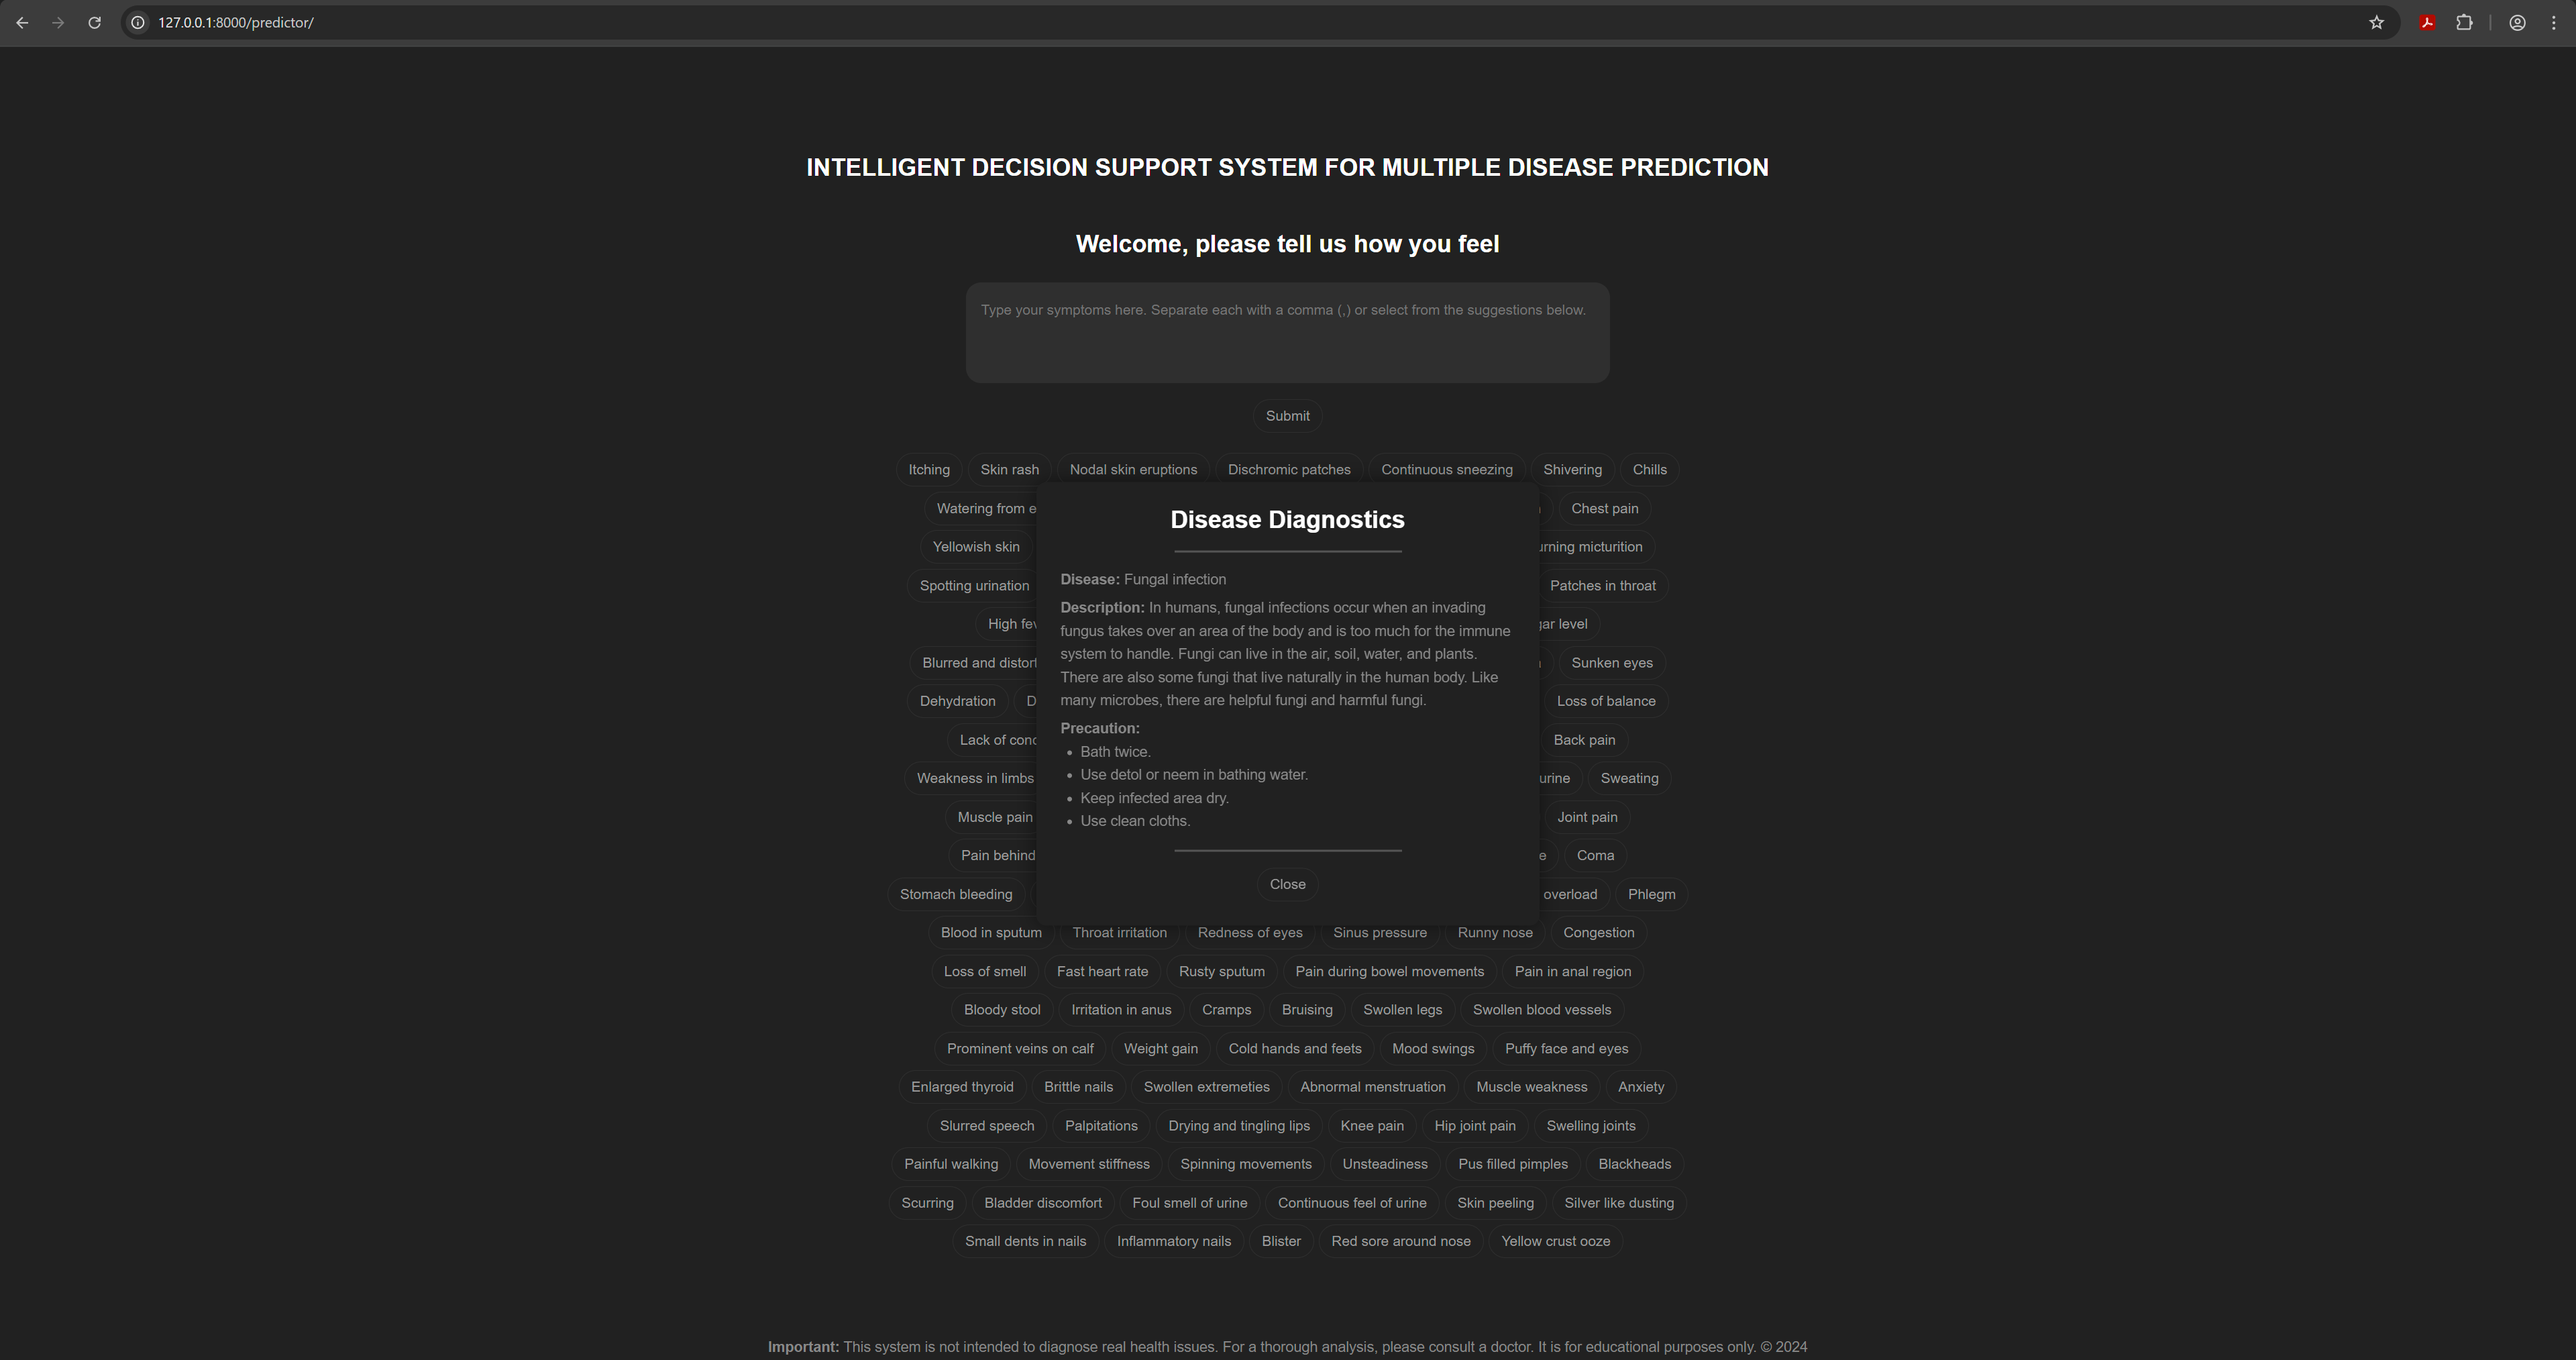 127.0.0.1:8000/predictor/
INTELLIGENT DECISION SUPPORT SYSTEM FOR MULTIPLE DISEASE PREDICTION
Welcome, please tell us how you feel
Type your symptoms here. Separate each with a comma (,) or select from the suggestions below.
Submit
Itching Skin rash Nodal skin eruptions Dischromic patches Continuous sneezing Shivering Chills
Watering from e Chest pain
Yellowish skin urning micturition
Spotting urination Patches in throat
High fev gar level
Blurred and distort Sunken eyes
Dehydration D Loss of balance
Lack of conc Back pain
Weakness in limbs urine Sweating
Muscle pain Joint pain
Pain behind e Coma
Stomach bleeding overload Phlegm
Disease Diagnostics
Disease: Fungal infection
Description: In humans, fungal infections occur when an invading
fungus takes over an area of the body and is too much for the immune
system to handle. Fungi can live in the air, soil, water, and plants.
There are also some fungi that live naturally in the human body. Like
many microbes, there are helpful fungi and harmful fungi.
Precaution:
• Bath twice.
• Use detol or neem in bathing water.
• Keep infected area dry.
• Use clean cloths.
Close
Blood in sputum Throat irritation Redness of eyes Sinus pressure Runny nose Congestion
Loss of smell Fast heart rate Rusty sputum Pain during bowel movements Pain in anal region
Bloody stool Irritation in anus Cramps Bruising Swollen legs Swollen blood vessels
Prominent veins on calf Weight gain Cold hands and feets Mood swings Puffy face and eyes
Enlarged thyroid Brittle nails Swollen extremeties Abnormal menstruation Muscle weakness Anxiety
Slurred speech Palpitations Drying and tingling lips Knee pain Hip joint pain Swelling joints
Painful walking Movement stiffness Spinning movements Unsteadiness Pus filled pimples Blackheads
Scurring Bladder discomfort Foul smell of urine Continuous feel of urine Skin peeling Silver like dusting
Small dents in nails Inflammatory nails Blister Red sore around nose Yellow crust ooze
Important: This system is not intended to diagnose real health issues. For a thorough analysis, please consult a doctor. It is for educational purposes only. © 2024